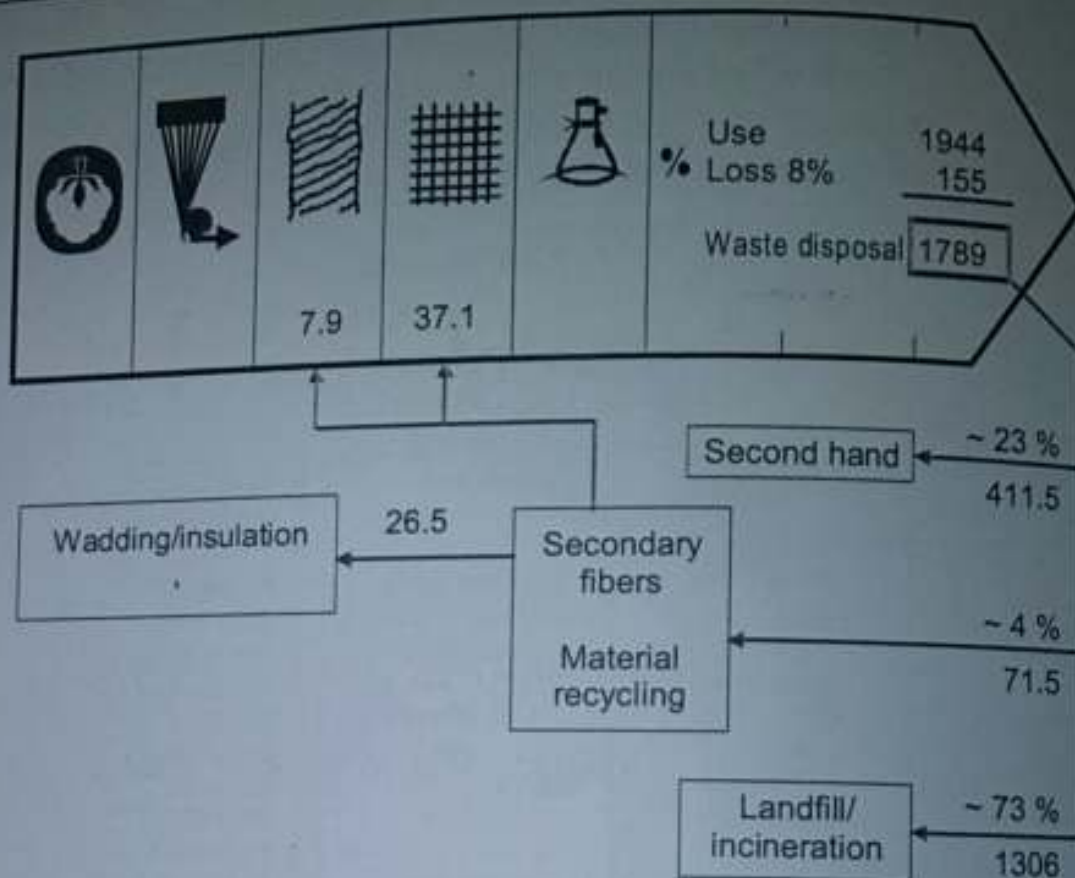 % Use 1944
Loss 8% 155
Waste disposal 1789
7.9 37.1
Second hand ~ 23 %
411.5
Wadding/insulation 26.5
Secondary
fibers
Material
recycling
~ 4 %
71.5
Landfill/
incineration
~ 73 %
1306